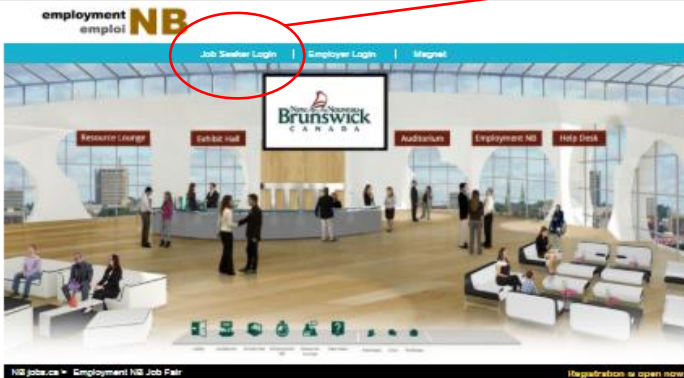 employment
emploi NB
Job Seeker Login | Employer Login | Magnet
New Nouveau
Brunswick
CANADA
Resource Lounge
Exhibit Hall
Auditorium
Employment NB
Help Desk
NBjobs.ca Employment NB Job Fair
Registration is open now